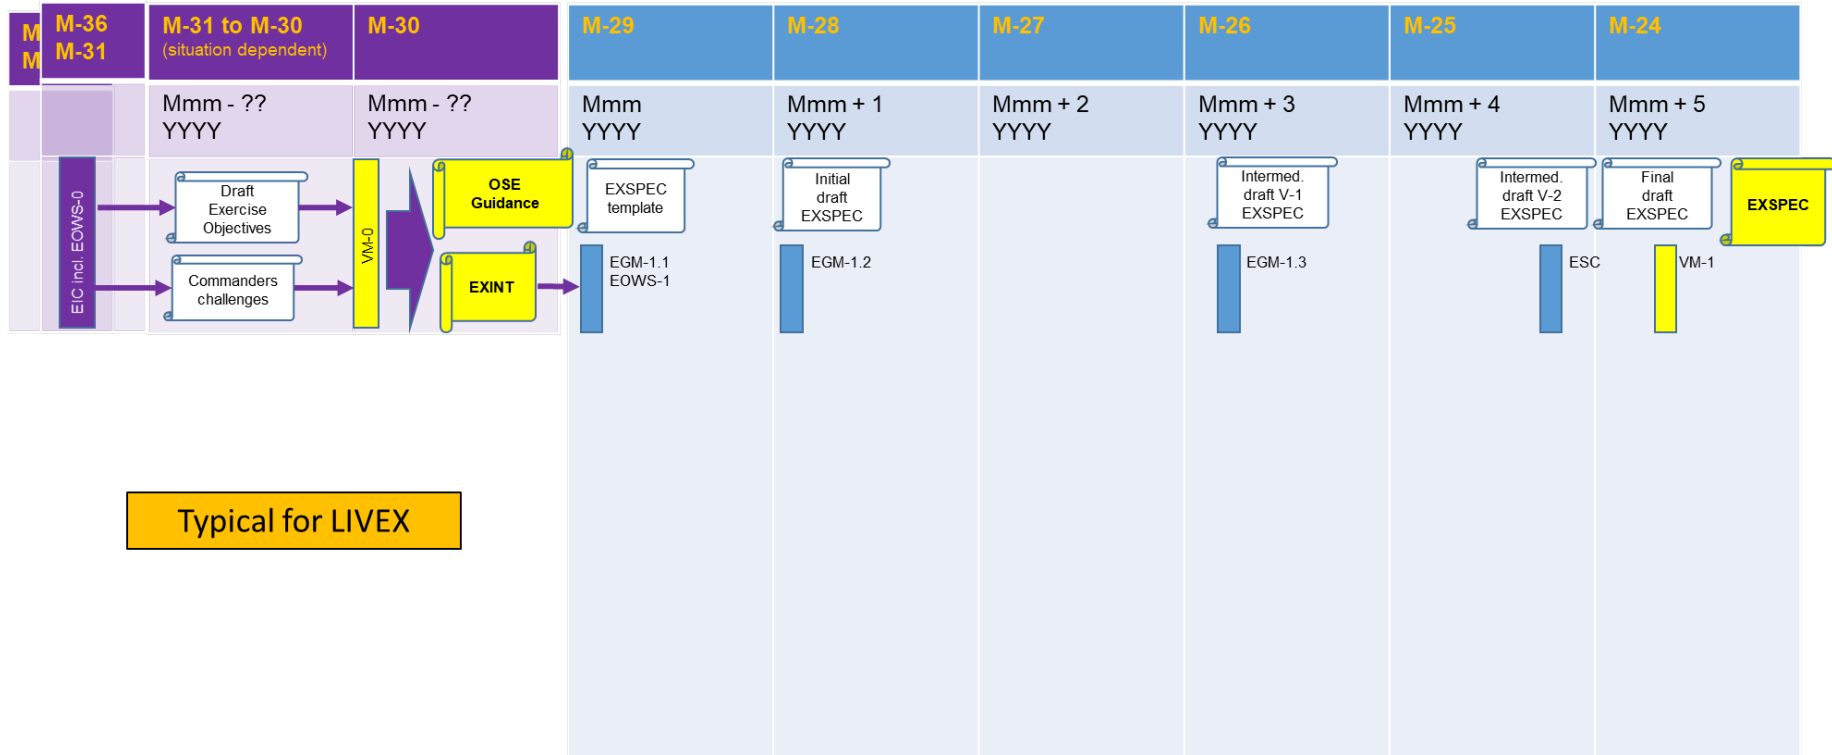 M
M
M-36
M-31
M-31 to M-30
(situation dependent)
M-30
M-29
M-28
M-27
M-26
M-25
M-24
Mmm - ??
YYYY
Mmm - ??
YYYY
Mmm
YYYY
Mmm + 1
YYYY
Mmm + 2
YYYY
Mmm + 3
YYYY
Mmm + 4
YYYY
Mmm + 5
YYYY
EIC incl. EOWS-0
Draft
Exercise
Objectives
Commanders
challenges
VM-0
OSE
Guidance
EXINT
EXSPEC
template
EGM-1.1
EOWS-1
Initial
draft
EXSPEC
EGM-1.2
Intermed.
draft V-1
EXSPEC
EGM-1.3
Intermed.
draft V-2
EXSPEC
ESC
Final
draft
EXSPEC
VM-1
EXSPEC
Typical for LIVEX